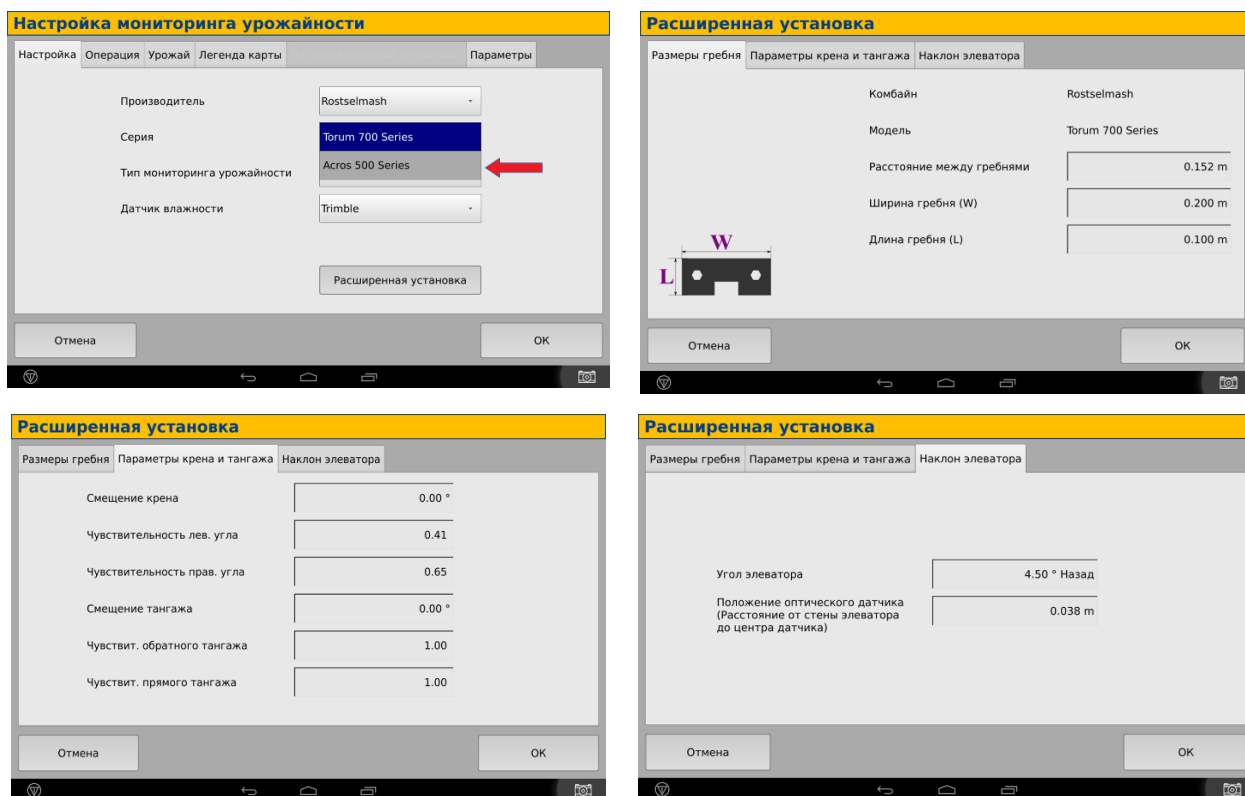 Настройка мониторинга урожайности
Настройка Операция Урожай Легенда карты Параметры
Производитель Rostselmash
Серия Torum 700 Series
Acros 500 Series
Тип мониторинга урожайности
Датчик влажности Trimble
Расширенная установка
Отмена ОК
Расширенная установка
Размеры гребня Параметры крена и тангажа Наклон элеватора
Комбайн Rostselmash
Модель Torum 700 Series
Расстояние между гребнями 0.152 m
Ширина гребня (W) 0.200 m
Длина гребня (L) 0.100 m
W
L
Отмена ОК
Расширенная установка
Размеры гребня Параметры крена и тангажа Наклон элеватора
Смещение крена 0.00 °
Чувствительность лев. угла 0.41
Чувствительность прав. угла 0.65
Смещение тангажа 0.00 °
Чувствит. обратного тангажа 1.00
Чувствит. прямого тангажа 1.00
Отмена ОК
Расширенная установка
Размеры гребня Параметры крена и тангажа Наклон элеватора
Угол элеватора 4.50 ° Назад
Положение оптического датчика
(Расстояние от стены элеватора
до центра датчика) 0.038 m
Отмена ОК